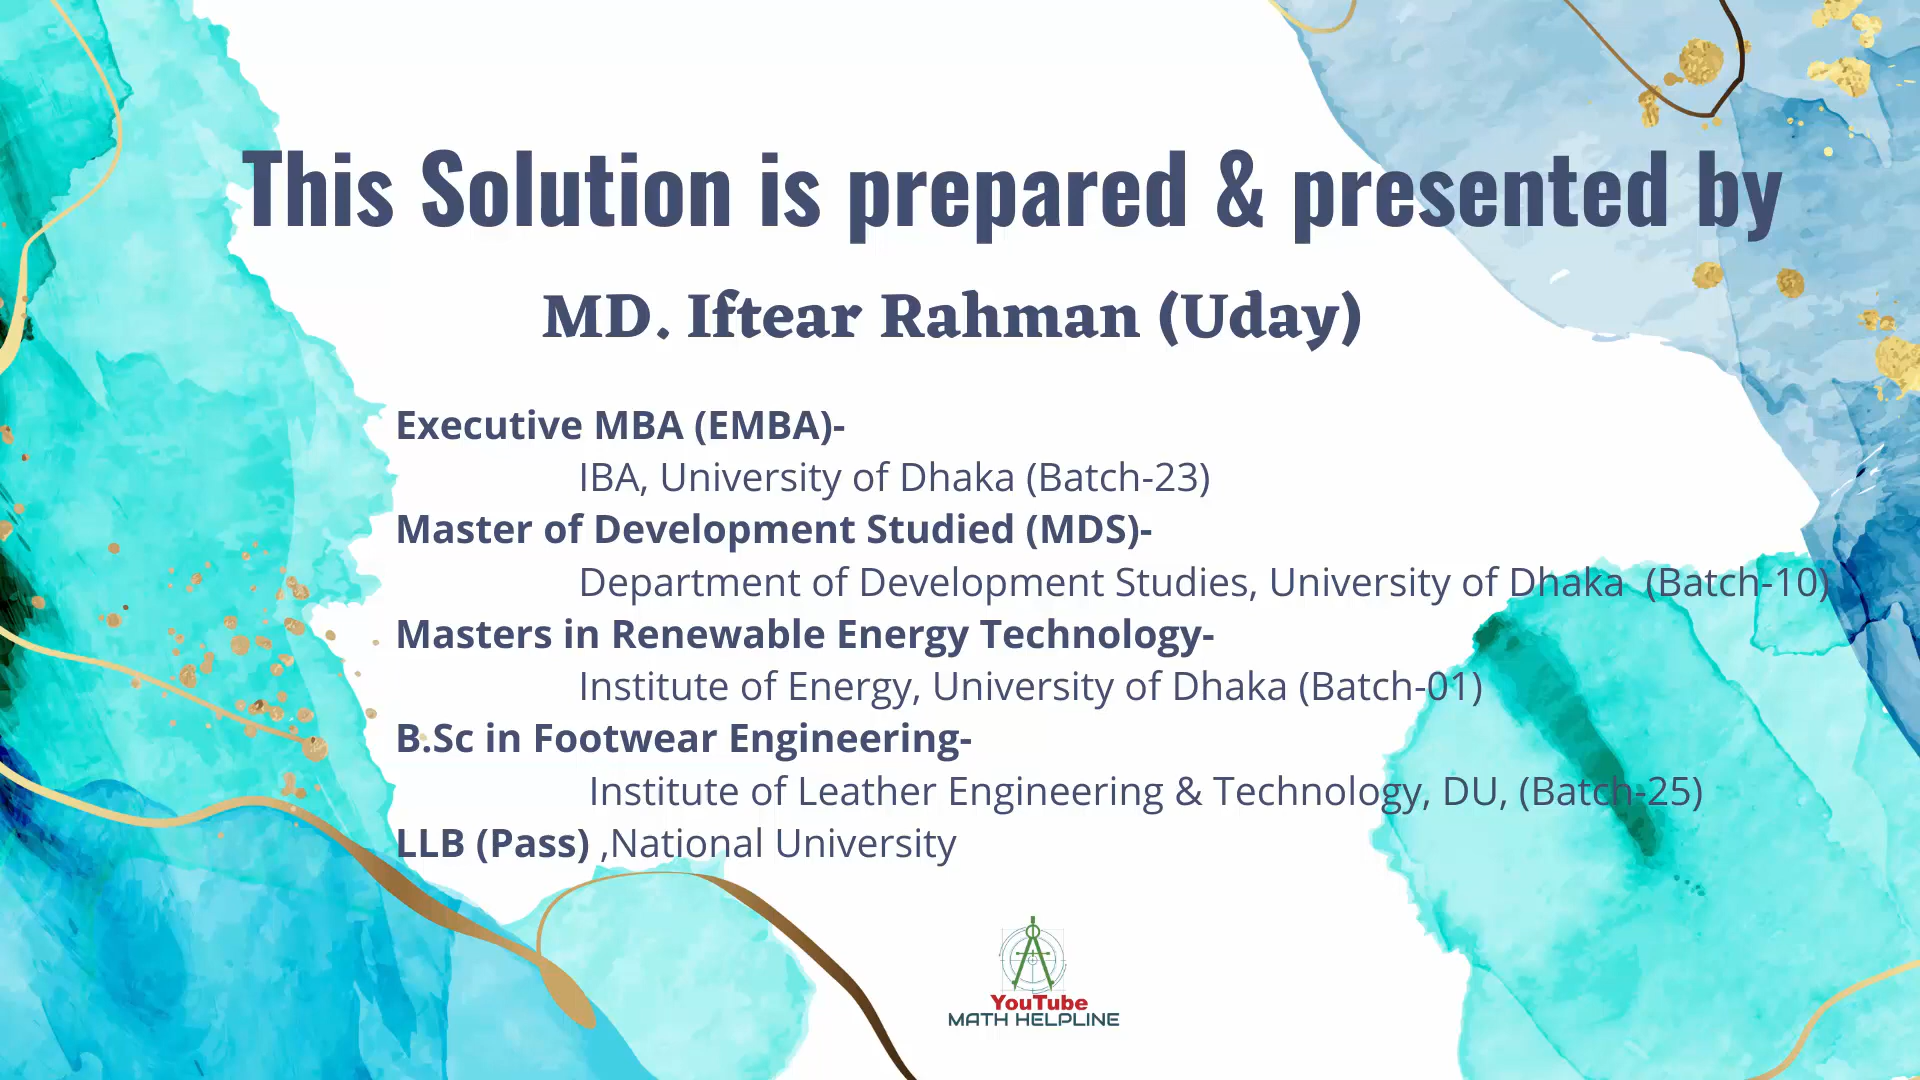 This Solution is prepared & presented by
MD. Iftear Rahman (Uday)
Executive MBA (EMBA)-
IBA, University of Dhaka (Batch-23)
Master of Development Studied (MDS)-
Department of Development Studies, University of Dhaka (Batch-10)
Masters in Renewable Energy Technology-
Institute of Energy, University of Dhaka (Batch-01)
B.Sc in Footwear Engineering-
Institute of Leather Engineering & Technology, DU, (Batch-25)
LLB (Pass) ,National University
YouTube
MATH HELPLINE